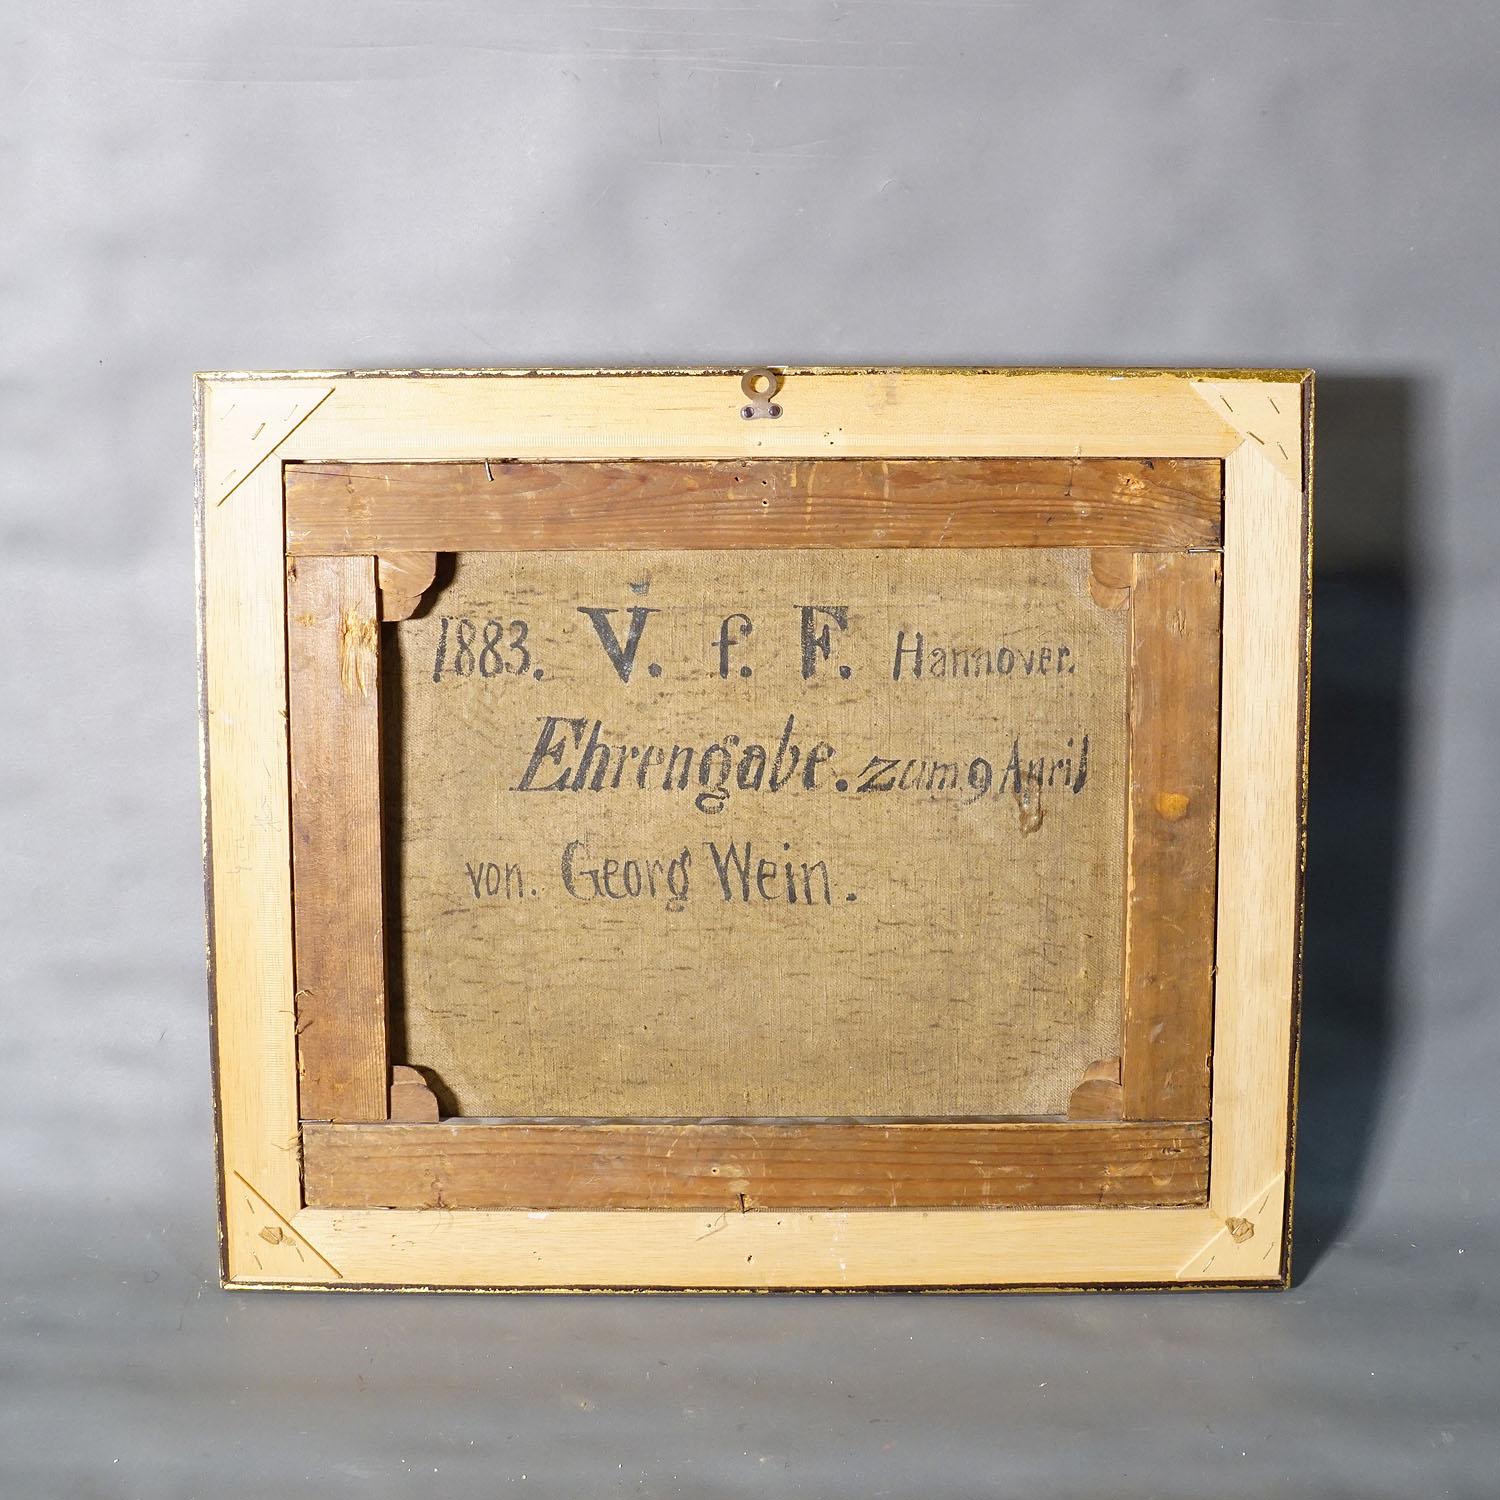 1883. V. f. F. Hannover.
Ehrengabe. zum 9 April
von. Georg Wein.